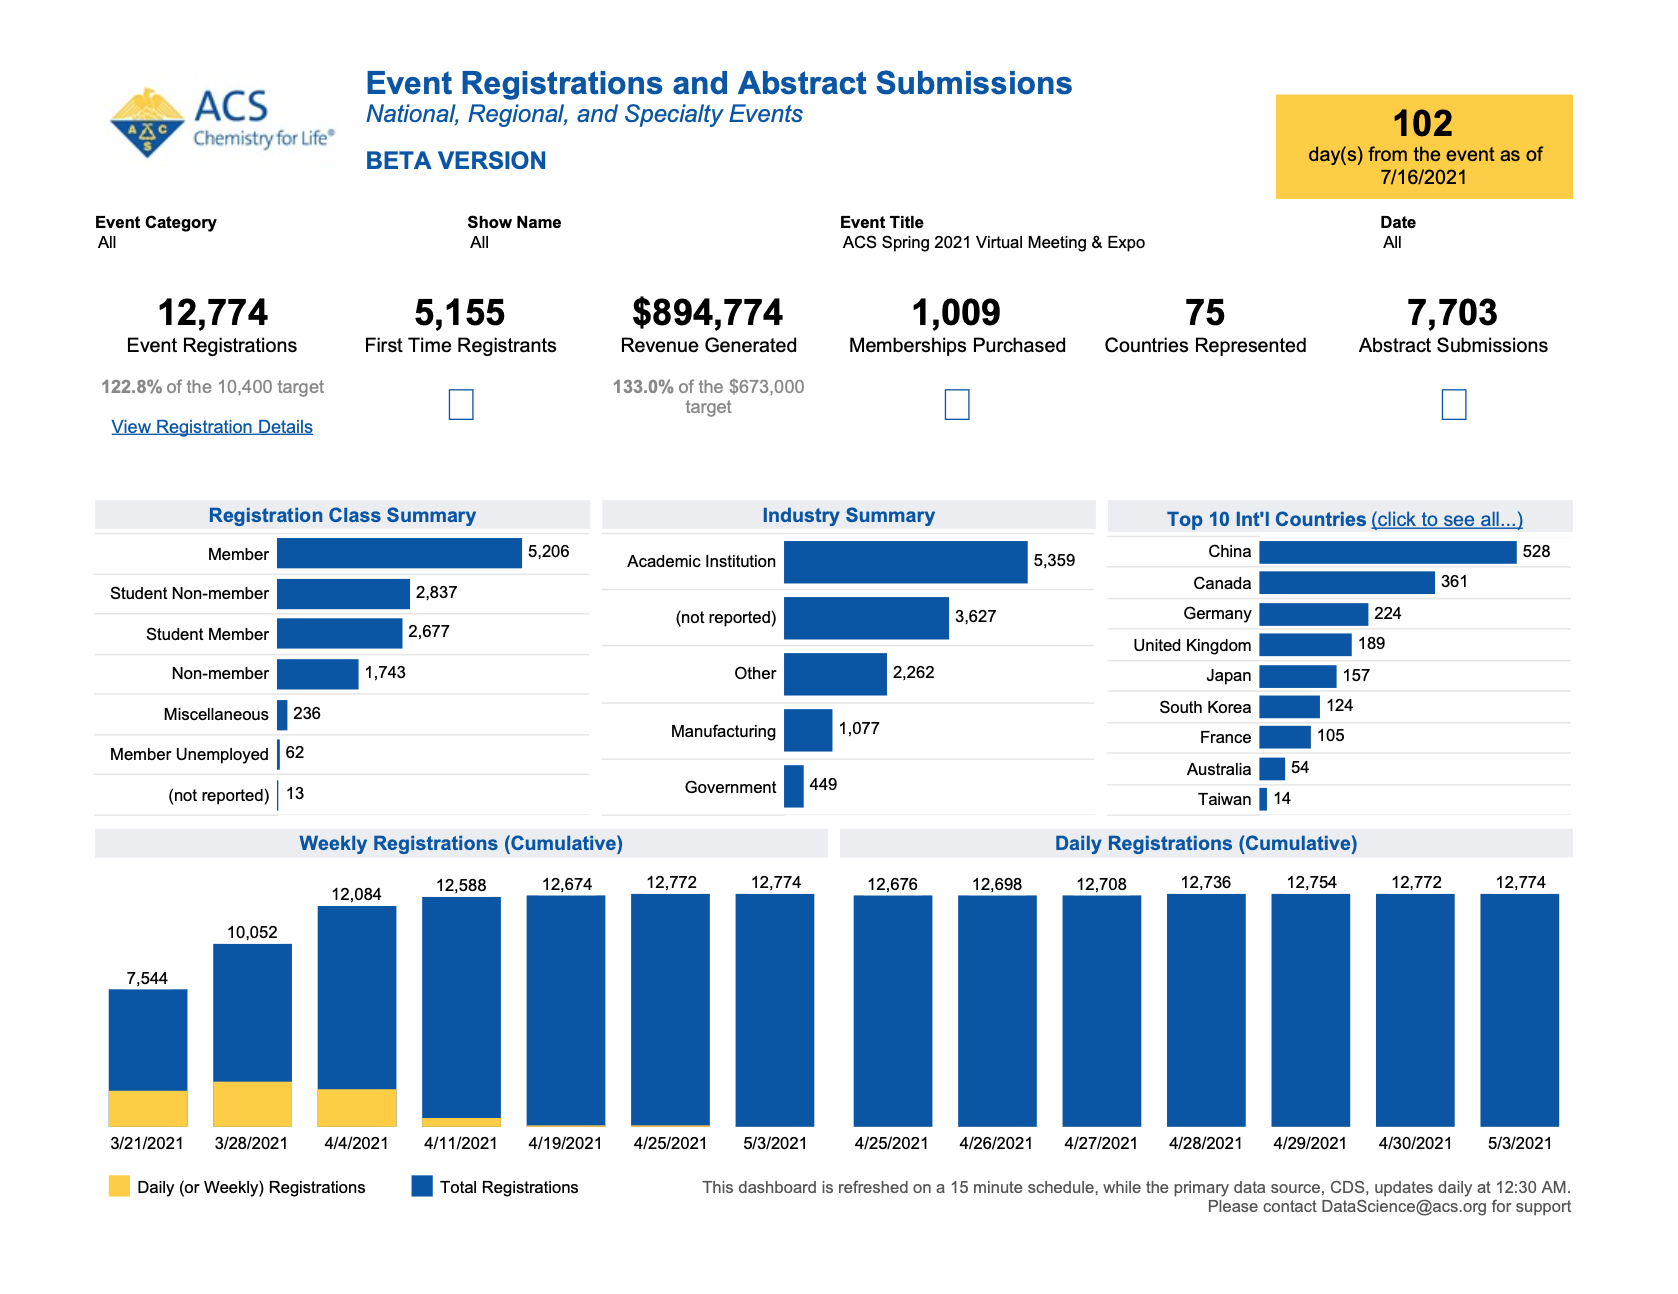 ACS
Chemistry for Life®
A C S
S
Event Registrations and Abstract Submissions
National, Regional, and Specialty Events
BETA VERSION
102
day(s) from the event as of
7/16/2021
Event Category
All
Show Name
All
Event Title
ACS Spring 2021 Virtual Meeting & Expo
Date
All
12,774
Event Registrations
122.8% of the 10,400 target
View Registration Details
5,155
First Time Registrants
$894,774
Revenue Generated
133.0% of the $673,000
target
1,009
Memberships Purchased
75
Countries Represented
7,703
Abstract Submissions
Registration Class Summary
Member 5,206
Student Non-member 2,837
Student Member 2,677
Non-member 1,743
Miscellaneous 236
Member Unemployed 62
(not reported) 13
Industry Summary
Academic Institution 5,359
(not reported) 3,627
Other 2,262
Manufacturing 1,077
Government 449
Top 10 Int'l Countries (click to see all...)
China 528
Canada 361
Germany 224
United Kingdom 189
Japan 157
South Korea 124
France 105
Australia 54
Taiwan 14
Weekly Registrations (Cumulative)
7,544 10,052 12,084 12,588 12,674 12,772 12,774
3/21/2021 3/28/2021 4/4/2021 4/11/2021 4/19/2021 4/25/2021 5/3/2021
Daily Registrations (Cumulative)
12,676 12,698 12,708 12,736 12,754 12,772 12,774
4/25/2021 4/26/2021 4/27/2021 4/28/2021 4/29/2021 4/30/2021 5/3/2021
Daily (or Weekly) Registrations
Total Registrations
This dashboard is refreshed on a 15 minute schedule, while the primary data source, CDS, updates daily at 12:30 AM.
Please contact DataScience@acs.org for support